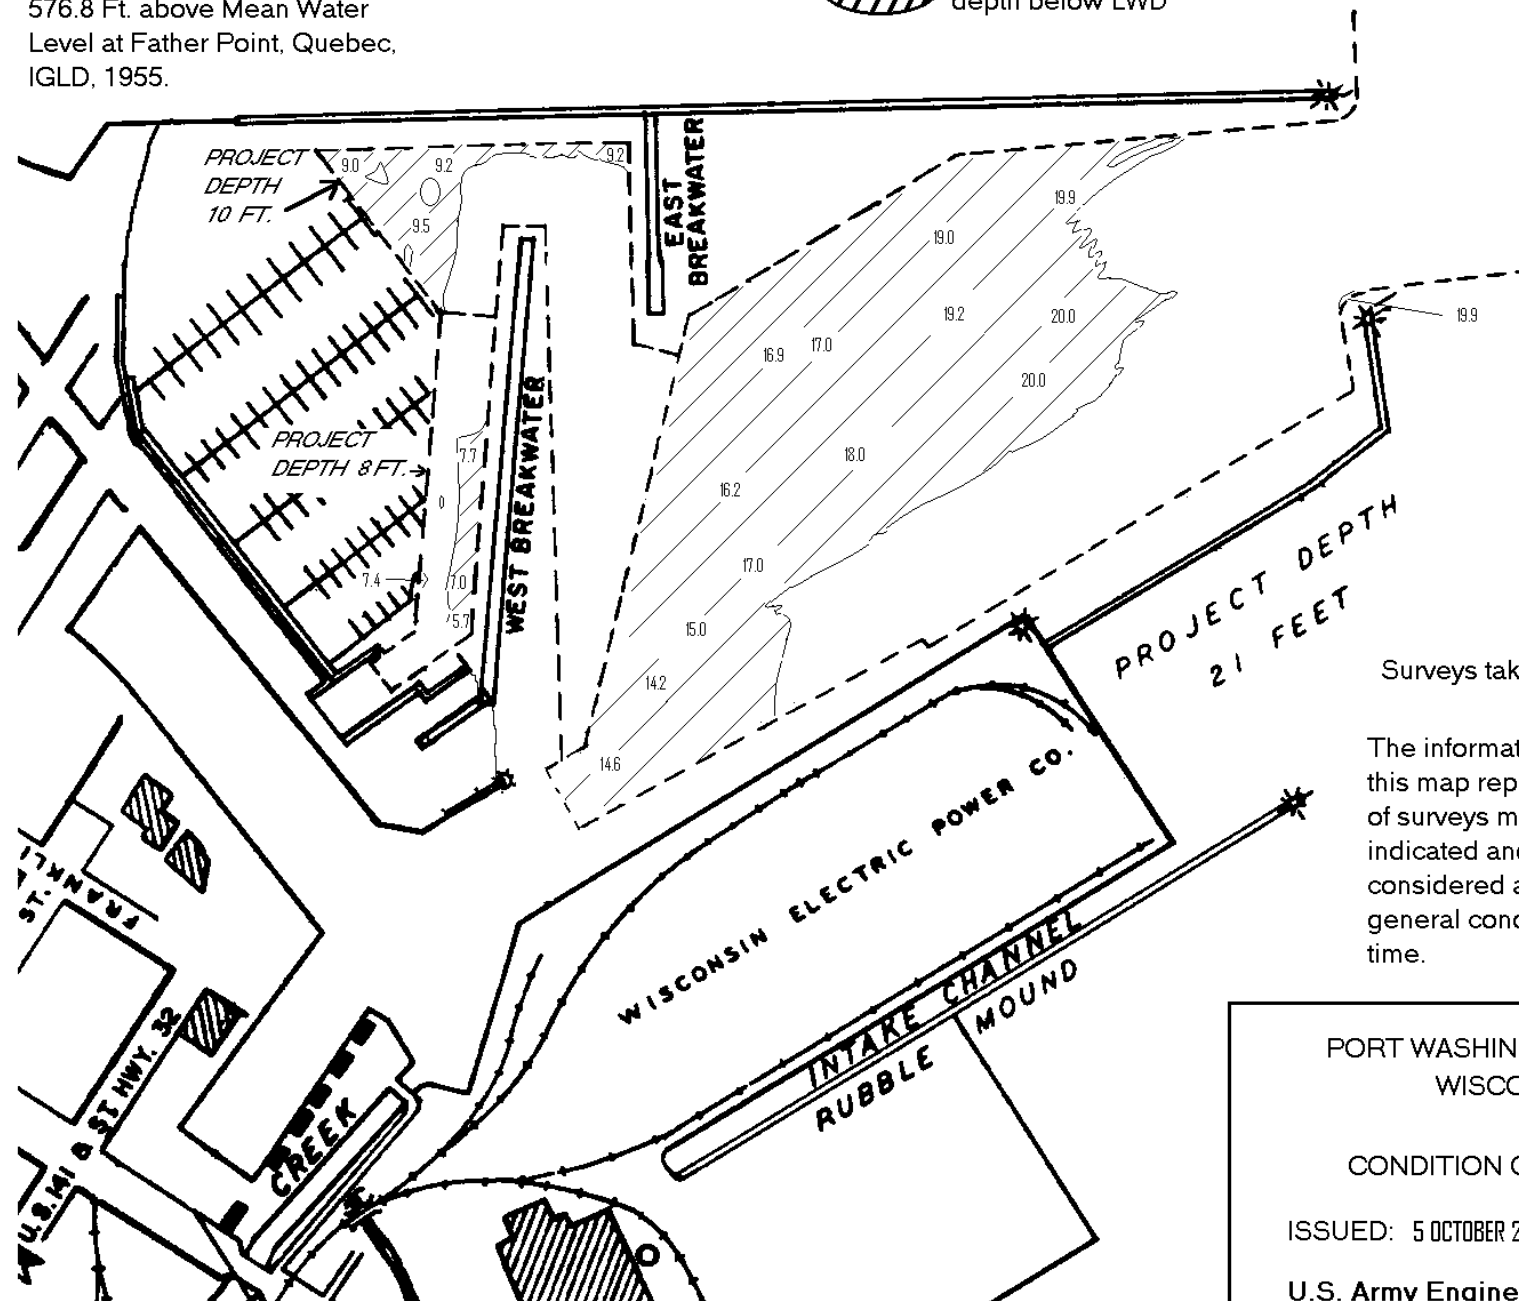 576.8 Ft. above Mean Water
Level at Father Point, Quebec,
IGLD, 1955.
depth below LWD
PROJECT
DEPTH
10 FT.
9.0
9.2
9.2
9.5
EAST
BREAKWATER
19.9
19.0
19.2
20.0
17.0
16.9
20.0
19.9
PROJECT
DEPTH 8 FT.
7.7
0
7.4
7.0
5.7
WEST BREAKWATER
18.0
16.2
17.0
15.0
14.2
14.6
PROJECT DEPTH
21 FEET
Surveys tak
The informat
this map rep
of surveys m
indicated and
considered a
general cond
time.
WISCONSIN ELECTRIC POWER CO.
INTAKE CHANNEL
RUBBLE MOUND
FRANKLI
ST.
U.S. 141 & ST. HWY. 32
CREEK
PORT WASHIN
WISCO
CONDITION O
ISSUED: 5 OCTOBER 2
U.S. Army Engine